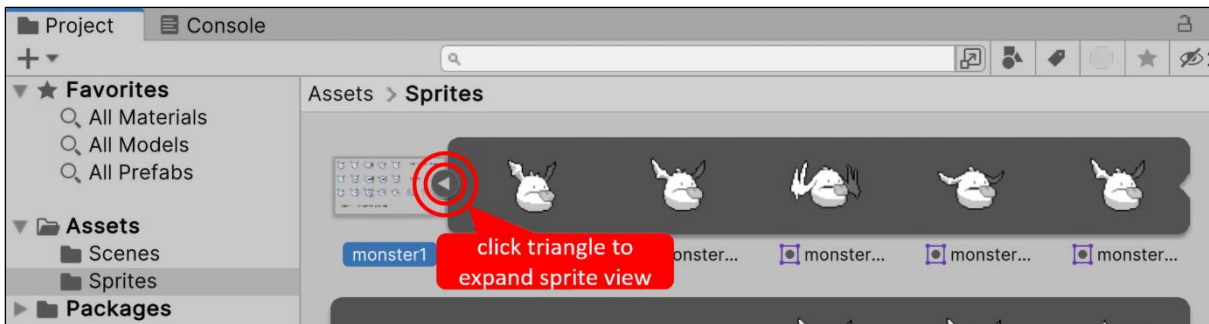 Project
Console
Favorites
All Materials
All Models
All Prefabs
Assets
Scenes
Sprites
Packages
Assets > Sprites
monster1
click triangle to
expand sprite view
onster...
monster...
monster...
monster...